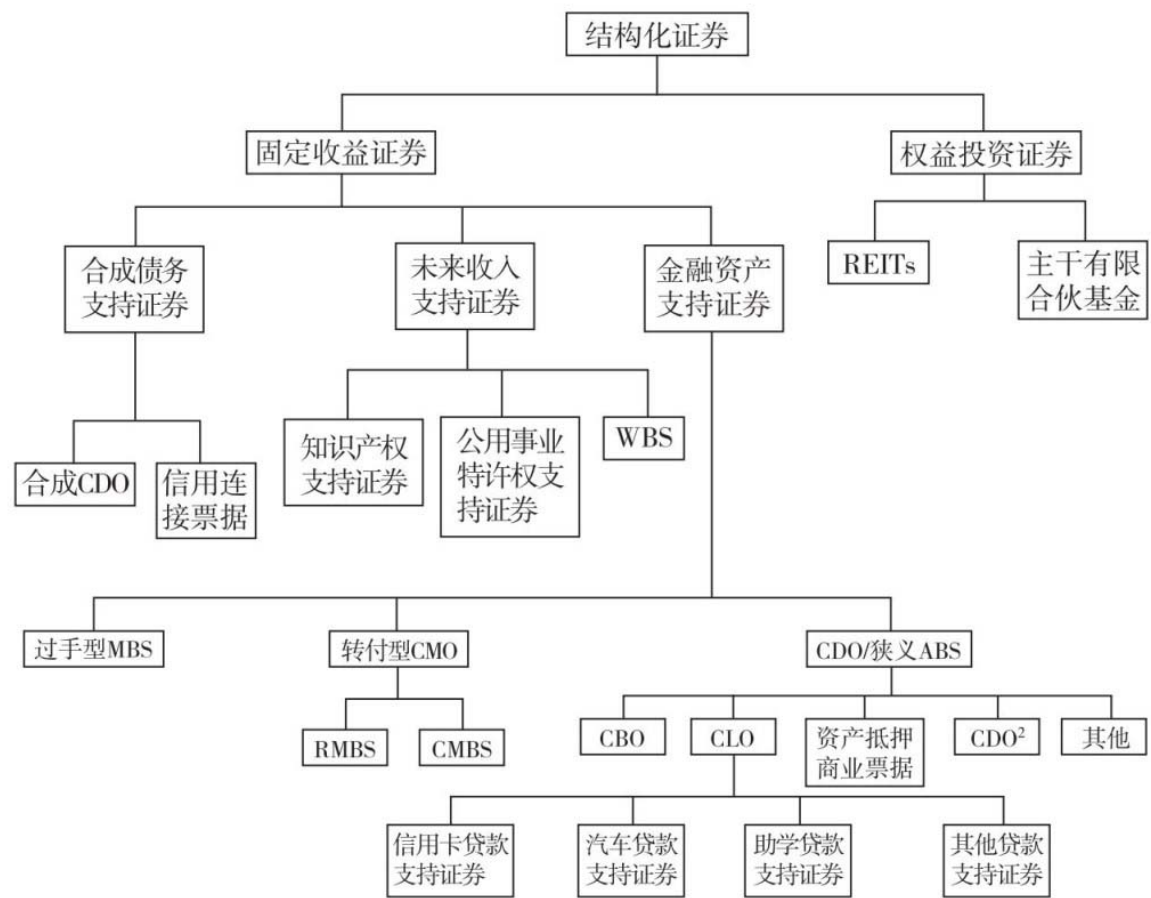 结构化证券
固定收益证券
权益投资证券
合成债务
支持证券
未来收入
支持证券
金融资产
支持证券
REITs
主干有限
合伙基金
合成CDO
信用连
接票据
知识产权
支持证券
公用事业
特许权支
持证券
WBS
过手型MBS
转付型CMO
CDO/狭义ABS
RMBS
CMBS
CBO
CLO
资产抵押
商业票据
CDO²
其他
信用卡贷款
支持证券
汽车贷款
支持证券
助学贷款
支持证券
其他贷款
支持证券